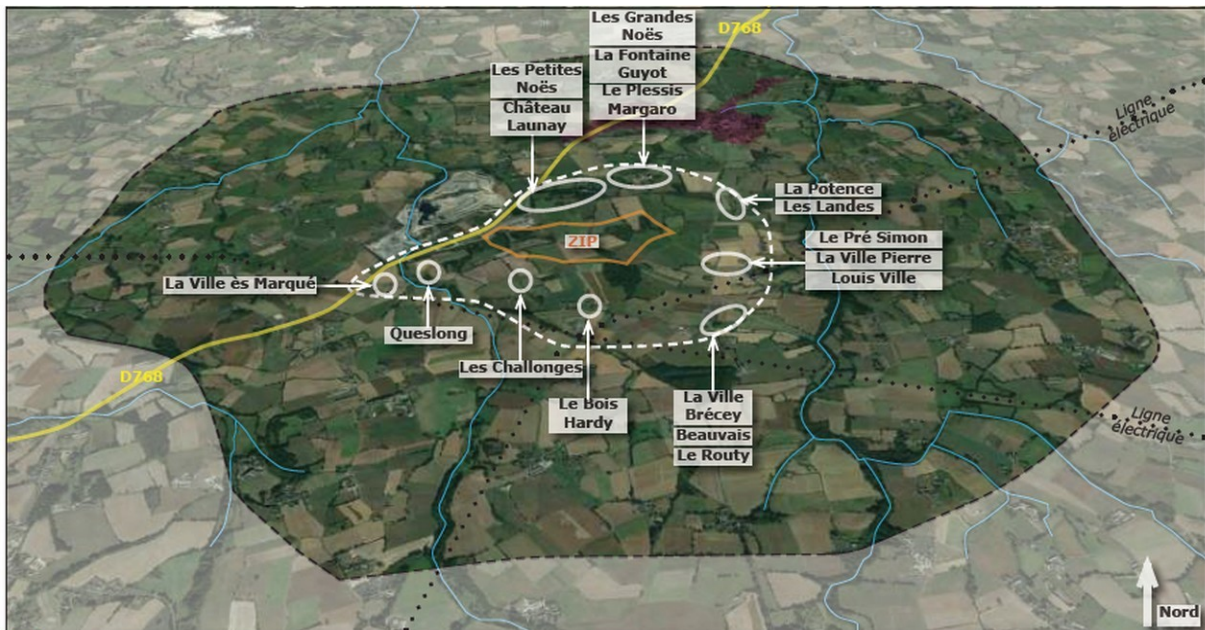 Les Grandes
Noës
La Fontaine
Guyot
Le Plessis
Margaro
D768
Les Petites
Noës
Château
Launay
Ligne
électrique
La Potence
Les Landes
ZIP
Le Pré Simon
La Ville Pierre
Louis Ville
La Ville ès Marqué
Queslong
Les Challonges
D768
Le Bois
Hardy
La Ville
Brécey
Beauvais
Le Routy
Ligne
électrique
Nord